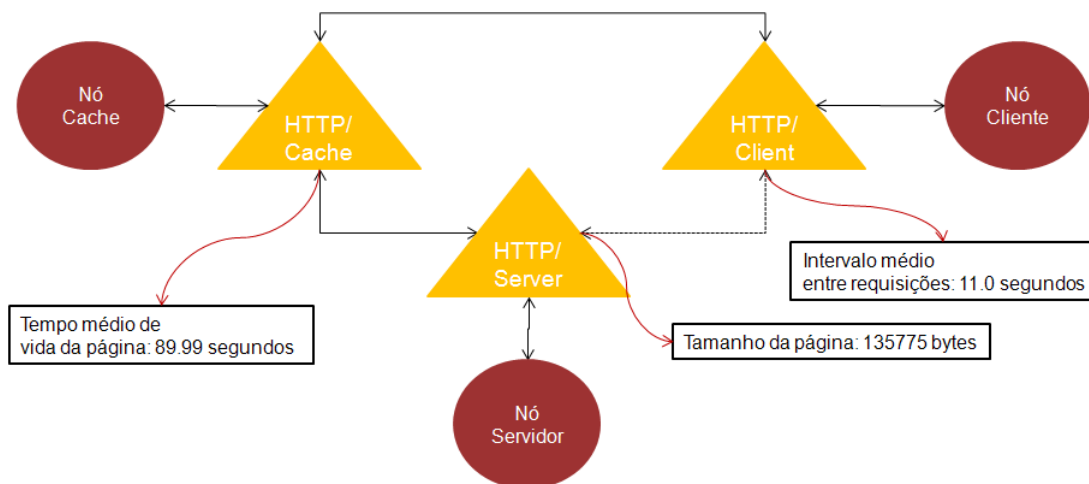 Nó
Cache
HTTP/
Cache
HTTP/
Client
Nó
Cliente
HTTP/
Server
Intervalo médio
entre requisições: 11.0 segundos
Tempo médio de
vida da página: 89.99 segundos
Tamanho da página: 135775 bytes
Nó
Servidor